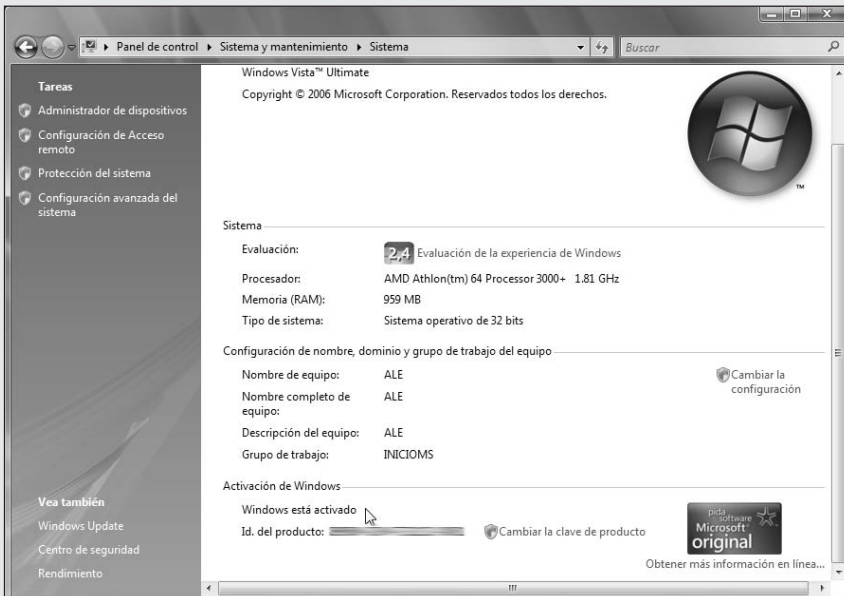 Panel de control ▸ Sistema y mantenimiento ▸ Sistema
Buscar
Tareas
Administrador de dispositivos
Configuración de Acceso
remoto
Protección del sistema
Configuración avanzada del
sistema
Vea también
Windows Update
Centro de seguridad
Rendimiento
Windows Vista™ Ultimate
Copyright © 2006 Microsoft Corporation. Reservados todos los derechos.
TM
Sistema
Evaluación: 2,4 Evaluación de la experiencia de Windows
Procesador: AMD Athlon(tm) 64 Processor 3000+ 1.81 GHz
Memoria (RAM): 959 MB
Tipo de sistema: Sistema operativo de 32 bits
Configuración de nombre, dominio y grupo de trabajo del equipo
Nombre de equipo: ALE
Cambiar la
configuración
Nombre completo de
equipo: ALE
Descripción del equipo: ALE
Grupo de trabajo: INICIOMS
Activación de Windows
Windows está activado
Id. del producto:
Cambiar la clave de producto
pida
software
Microsoft
original
Obtener más información en línea...